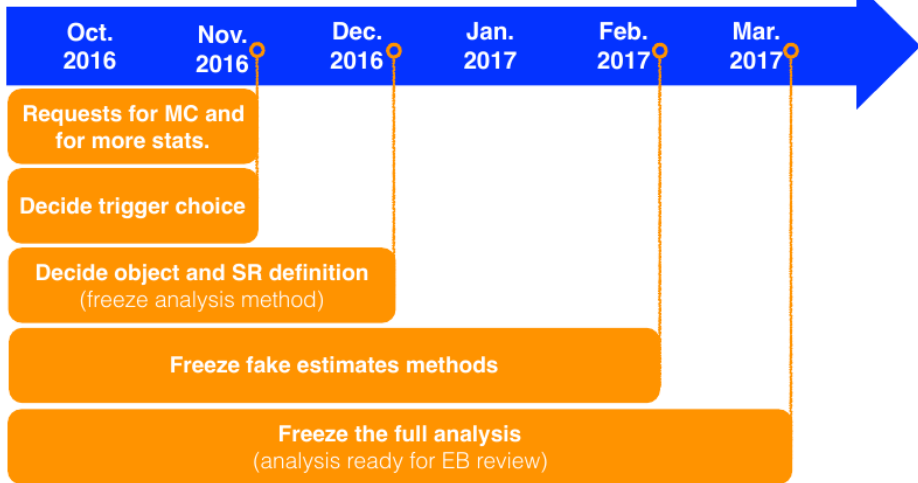 Oct. 2016
Nov. 2016
Dec. 2016
Jan. 2017
Feb. 2017
Mar. 2017
Requests for MC and
for more stats.
Decide trigger choice
Decide object and SR definition
(freeze analysis method)
Freeze fake estimates methods
Freeze the full analysis
(analysis ready for EB review)